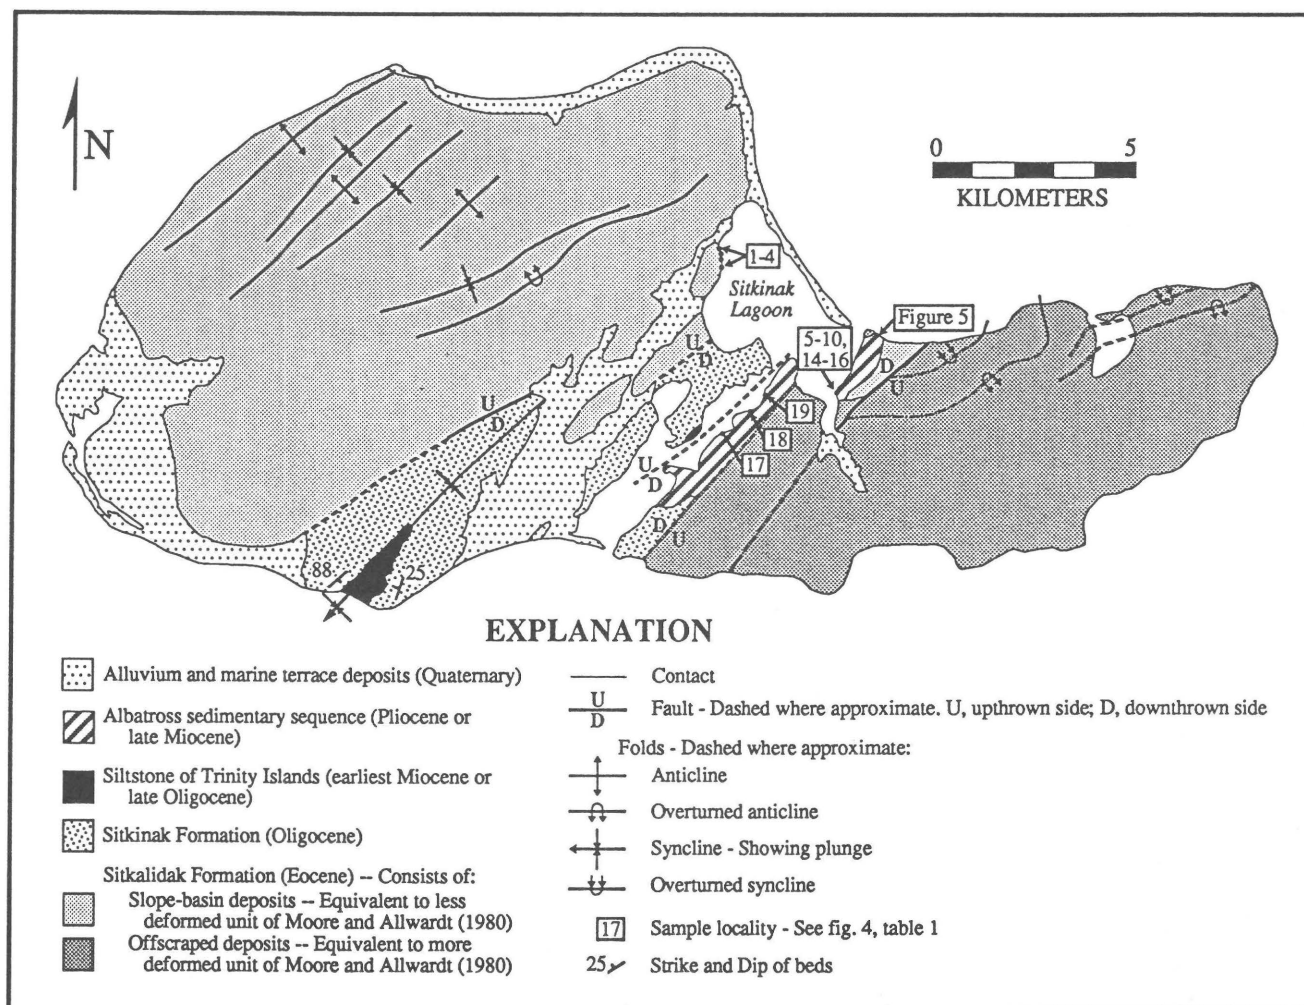 N
0 5
KILOMETERS
1-4
Sitkinak
Lagoon
Figure 5
5-10,
14-16
U
D
D
U
U
D
19
18
17
U
D
D
U
88
25
EXPLANATION
Alluvium and marine terrace deposits (Quaternary)
Albatross sedimentary sequence (Pliocene or
late Miocene)
Siltstone of Trinity Islands (earliest Miocene or
late Oligocene)
Sitkinak Formation (Oligocene)
Sitkalidak Formation (Eocene) -- Consists of:
Slope-basin deposits -- Equivalent to less
deformed unit of Moore and Allwardt (1980)
Offscraped deposits -- Equivalent to more
deformed unit of Moore and Allwardt (1980)
Contact
U
D
Fault - Dashed where approximate. U, upthrown side; D, downthrown side
Folds - Dashed where approximate:
Anticline
Overturned anticline
Syncline - Showing plunge
Overturned syncline
17 Sample locality - See fig. 4, table 1
25 Strike and Dip of beds